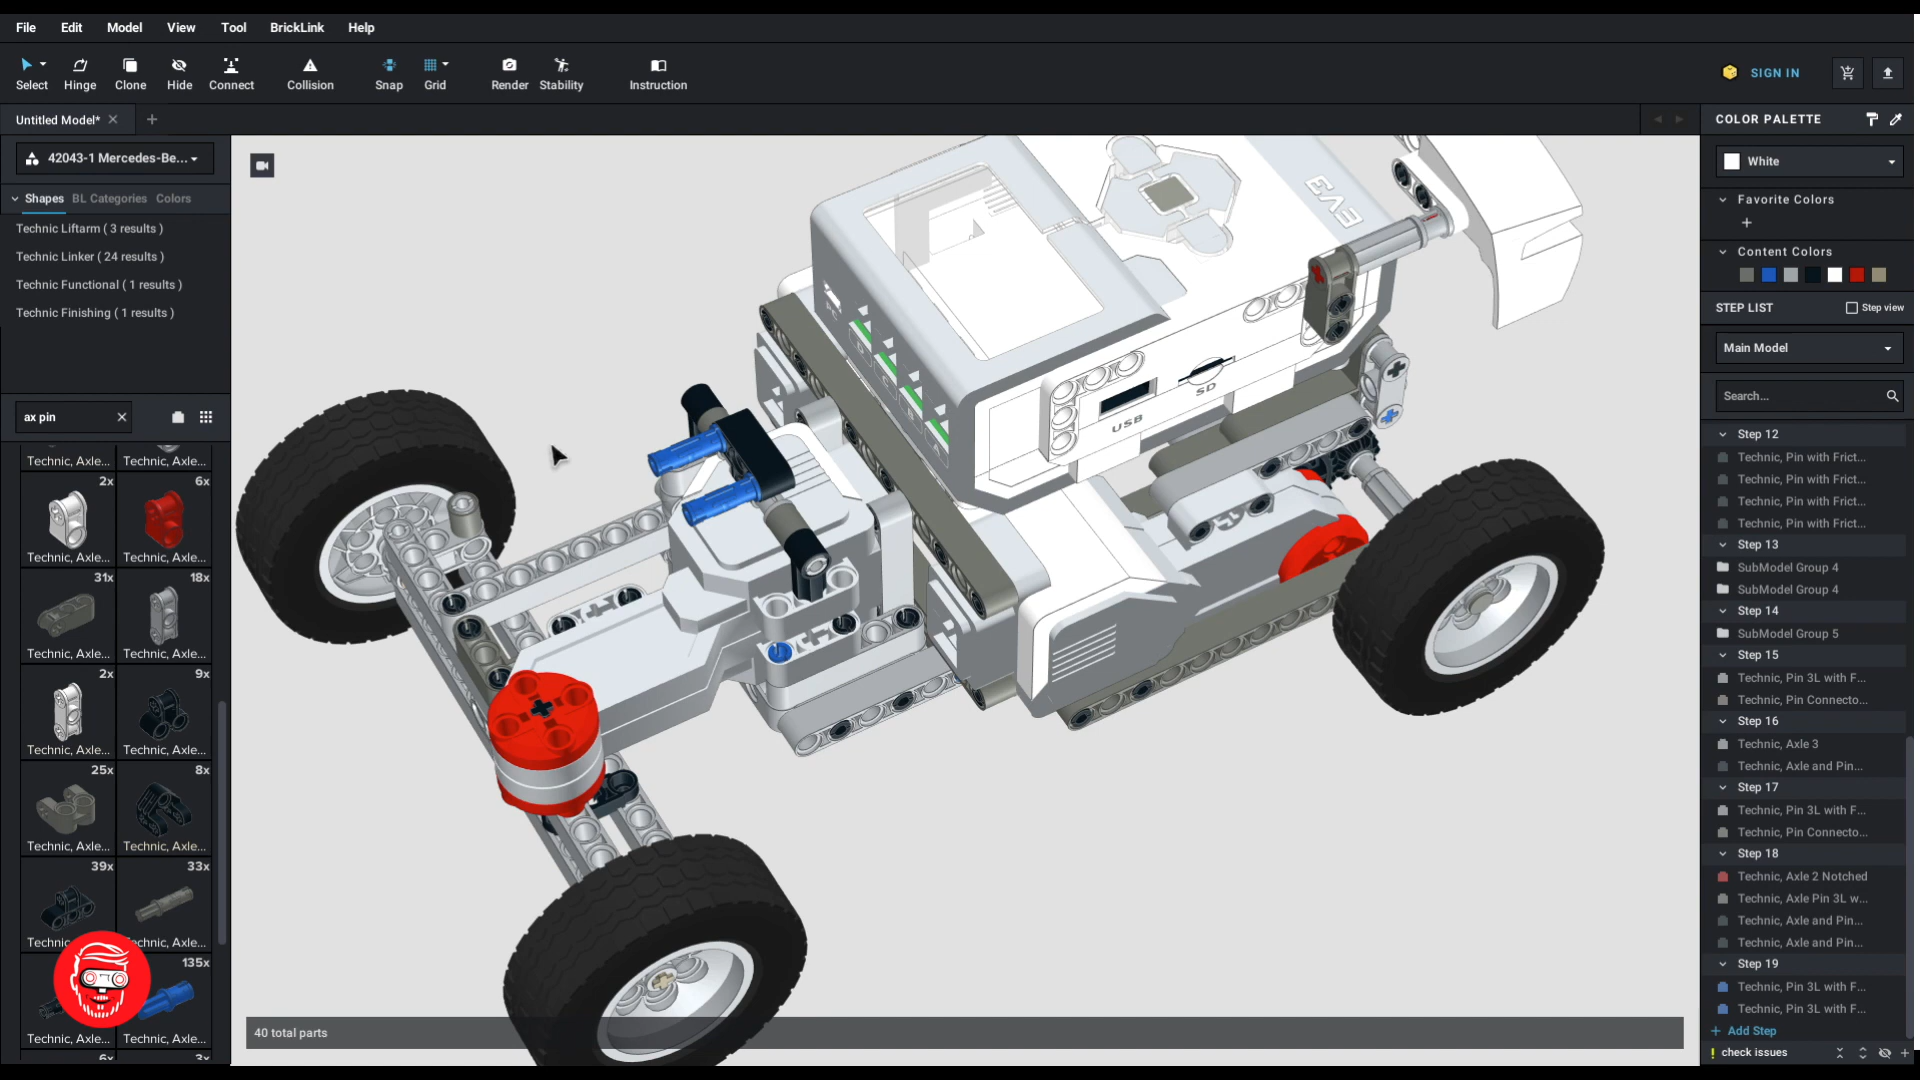 File Edit Model View Tool BrickLink Help
Select Hinge Clone Hide Connect Collision Snap Grid Render Stability Instruction
SIGN IN
Untitled Model*
COLOR PALETTE
42043-1 Mercedes-Be...
White
Shapes BL Categories Colors
Favorite Colors
Technic Liftarm ( 3 results )
Technic Linker ( 24 results )
Content Colors
Technic Functional ( 1 results )
Technic Finishing ( 1 results )
STEP LIST Step view
Main Model
Search...
ax pin
EV3
USB
SD
Technic, Axle... Technic, Axle...
2x 6x
Technic, Axle... Technic, Axle...
31x 18x
Technic, Axle... Technic, Axle...
2x 9x
Technic, Axle... Technic, Axle...
25x 8x
Technic, Axle... Technic, Axle...
39x 33x
Technic, Axle...
135x
Technic, Axle... Technic, Axle...
6x 3x
Step 12
Technic, Pin with Frict...
Technic, Pin with Frict...
Technic, Pin with Frict...
Technic, Pin with Frict...
Step 13
SubModel Group 4
SubModel Group 4
Step 14
SubModel Group 5
Step 15
Technic, Pin 3L with F...
Technic, Pin Connecto...
Step 16
Technic, Axle 3
Technic, Axle and Pin...
Step 17
Technic, Pin 3L with F...
Technic, Pin Connecto...
Step 18
Technic, Axle 2 Notched
Technic, Axle Pin 3L w...
Technic, Axle and Pin...
Technic, Axle and Pin...
Step 19
Technic, Pin 3L with F...
Technic, Pin 3L with F...
Add Step
40 total parts
check issues